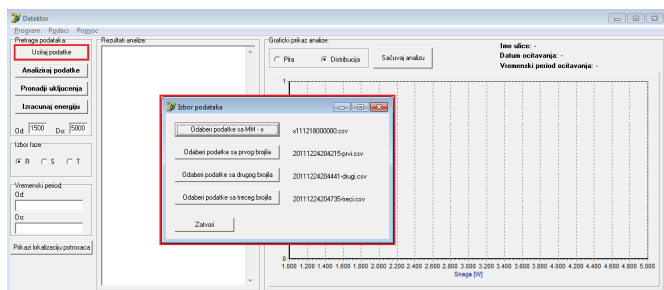 Detektor
Program Podaci Pomoc
Pretraga podataka:
Ucitaj podatke
Analiziraj podatke
Pronadji ukljucenja
Izracunaj energiju
Od: 1500 Do: 5000
Izbor faze:
R S T
Vremenski period:
Od:
Do:
Prikazi lokalizaciju potrosaca
Rezultati analize:
Graficki prikaz analize:
Pita Distribucija Sačuvaj analizu
Ime ulice: -
Datum ocitavanja: -
Vremenski period ocitavanja: -
1
0
1.000 1.200 1.400 1.600 1.800 2.000 2.200 2.400 2.600 2.800 3.000 3.200 3.400 3.600 3.800 4.000 4.200 4.400 4.600 4.800 5.000
Snaga [W]
Izbor podataka
Odaberi podatke sa MM - a x111218000000.csv
Odaberi podatke sa prvog brojila 20111224204215-prvi.csv
Odaberi podatke sa drugog brojila 20111224204441-drugi.csv
Odaberi podatke sa treceg brojila 20111224204735-treci.csv
Zatvori